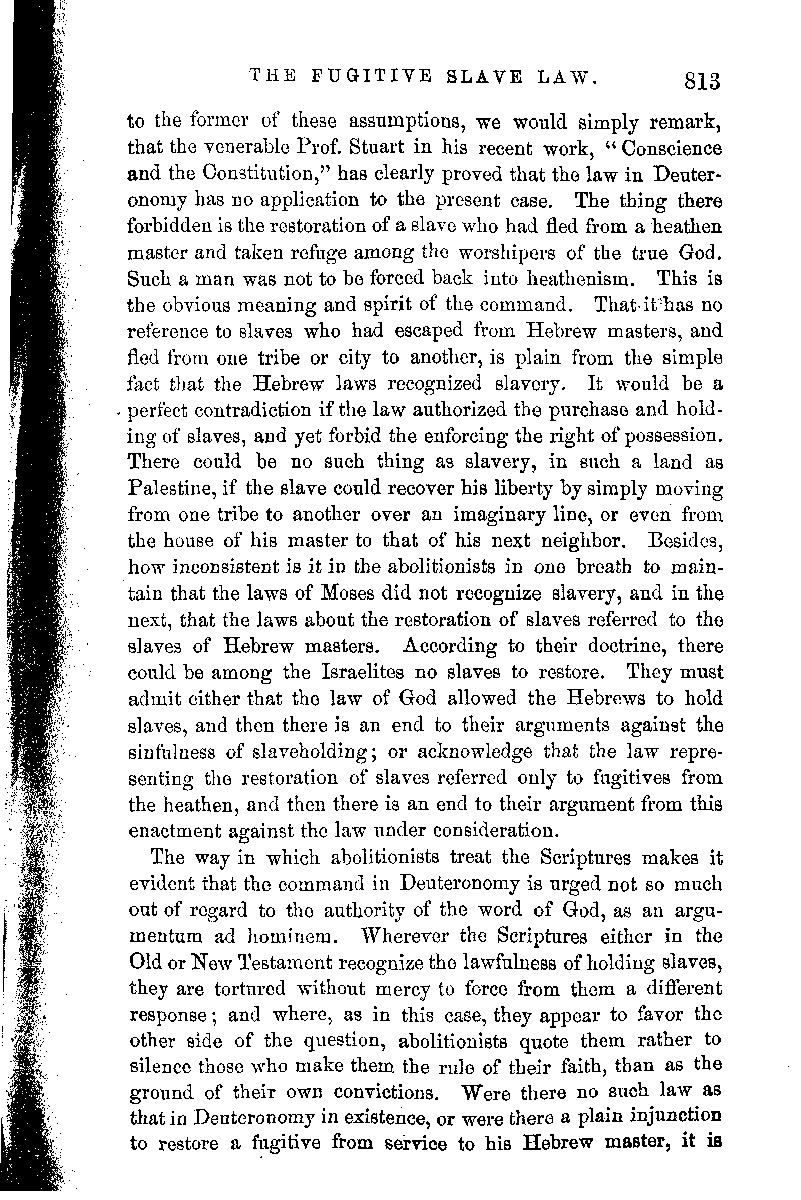 THE FUGITIVE SLAVE LAW. 813
to the former of these assumptions, we would simply remark,
that the venerable Prof. Stuart in his recent work, "Conscience
and the Constitution," has clearly proved that the law in Deuter-
onomy has no application to the present case. The thing there
forbidden is the restoration of a slave who had fled from a heathen
master and taken refuge among the worshipers of the true God.
Such a man was not to be forced back into heathenism. This is
the obvious meaning and spirit of the command. That it has no
reference to slaves who had escaped from Hebrew masters, and
fled from one tribe or city to another, is plain from the simple
fact that the Hebrew laws recognized slavery. It would be a
perfect contradiction if the law authorized the purchase and hold-
ing of slaves, and yet forbid the enforcing the right of possession.
There could be no such thing as slavery, in such a land as
Palestine, if the slave could recover his liberty by simply moving
from one tribe to another over an imaginary line, or even from
the house of his master to that of his next neighbor. Besides,
how inconsistent is it in the abolitionists in one breath to main-
tain that the laws of Moses did not recognize slavery, and in the
next, that the laws about the restoration of slaves referred to the
slaves of Hebrew masters. According to their doctrine, there
could be among the Israelites no slaves to restore. They must
admit either that the law of God allowed the Hebrews to hold
slaves, and then there is an end to their arguments against the
sinfulness of slaveholding; or acknowledge that the law repre-
senting the restoration of slaves referred only to fugitives from
the heathen, and then there is an end to their argument from this
enactment against the law under consideration.
The way in which abolitionists treat the Scriptures makes it
evident that the command in Deuteronomy is urged not so much
out of regard to the authority of the word of God, as an argu-
mentum ad hominem. Wherever the Scriptures either in the
Old or New Testament recognize the lawfulness of holding slaves,
they are tortured without mercy to force from them a different
response; and where, as in this case, they appear to favor the
other side of the question, abolitionists quote them rather to
silence those who make them the rule of their faith, than as the
ground of their own convictions. Were there no such law as
that in Deuteronomy in existence, or were there a plain injunction
to restore a fugitive from service to his Hebrew master, it is